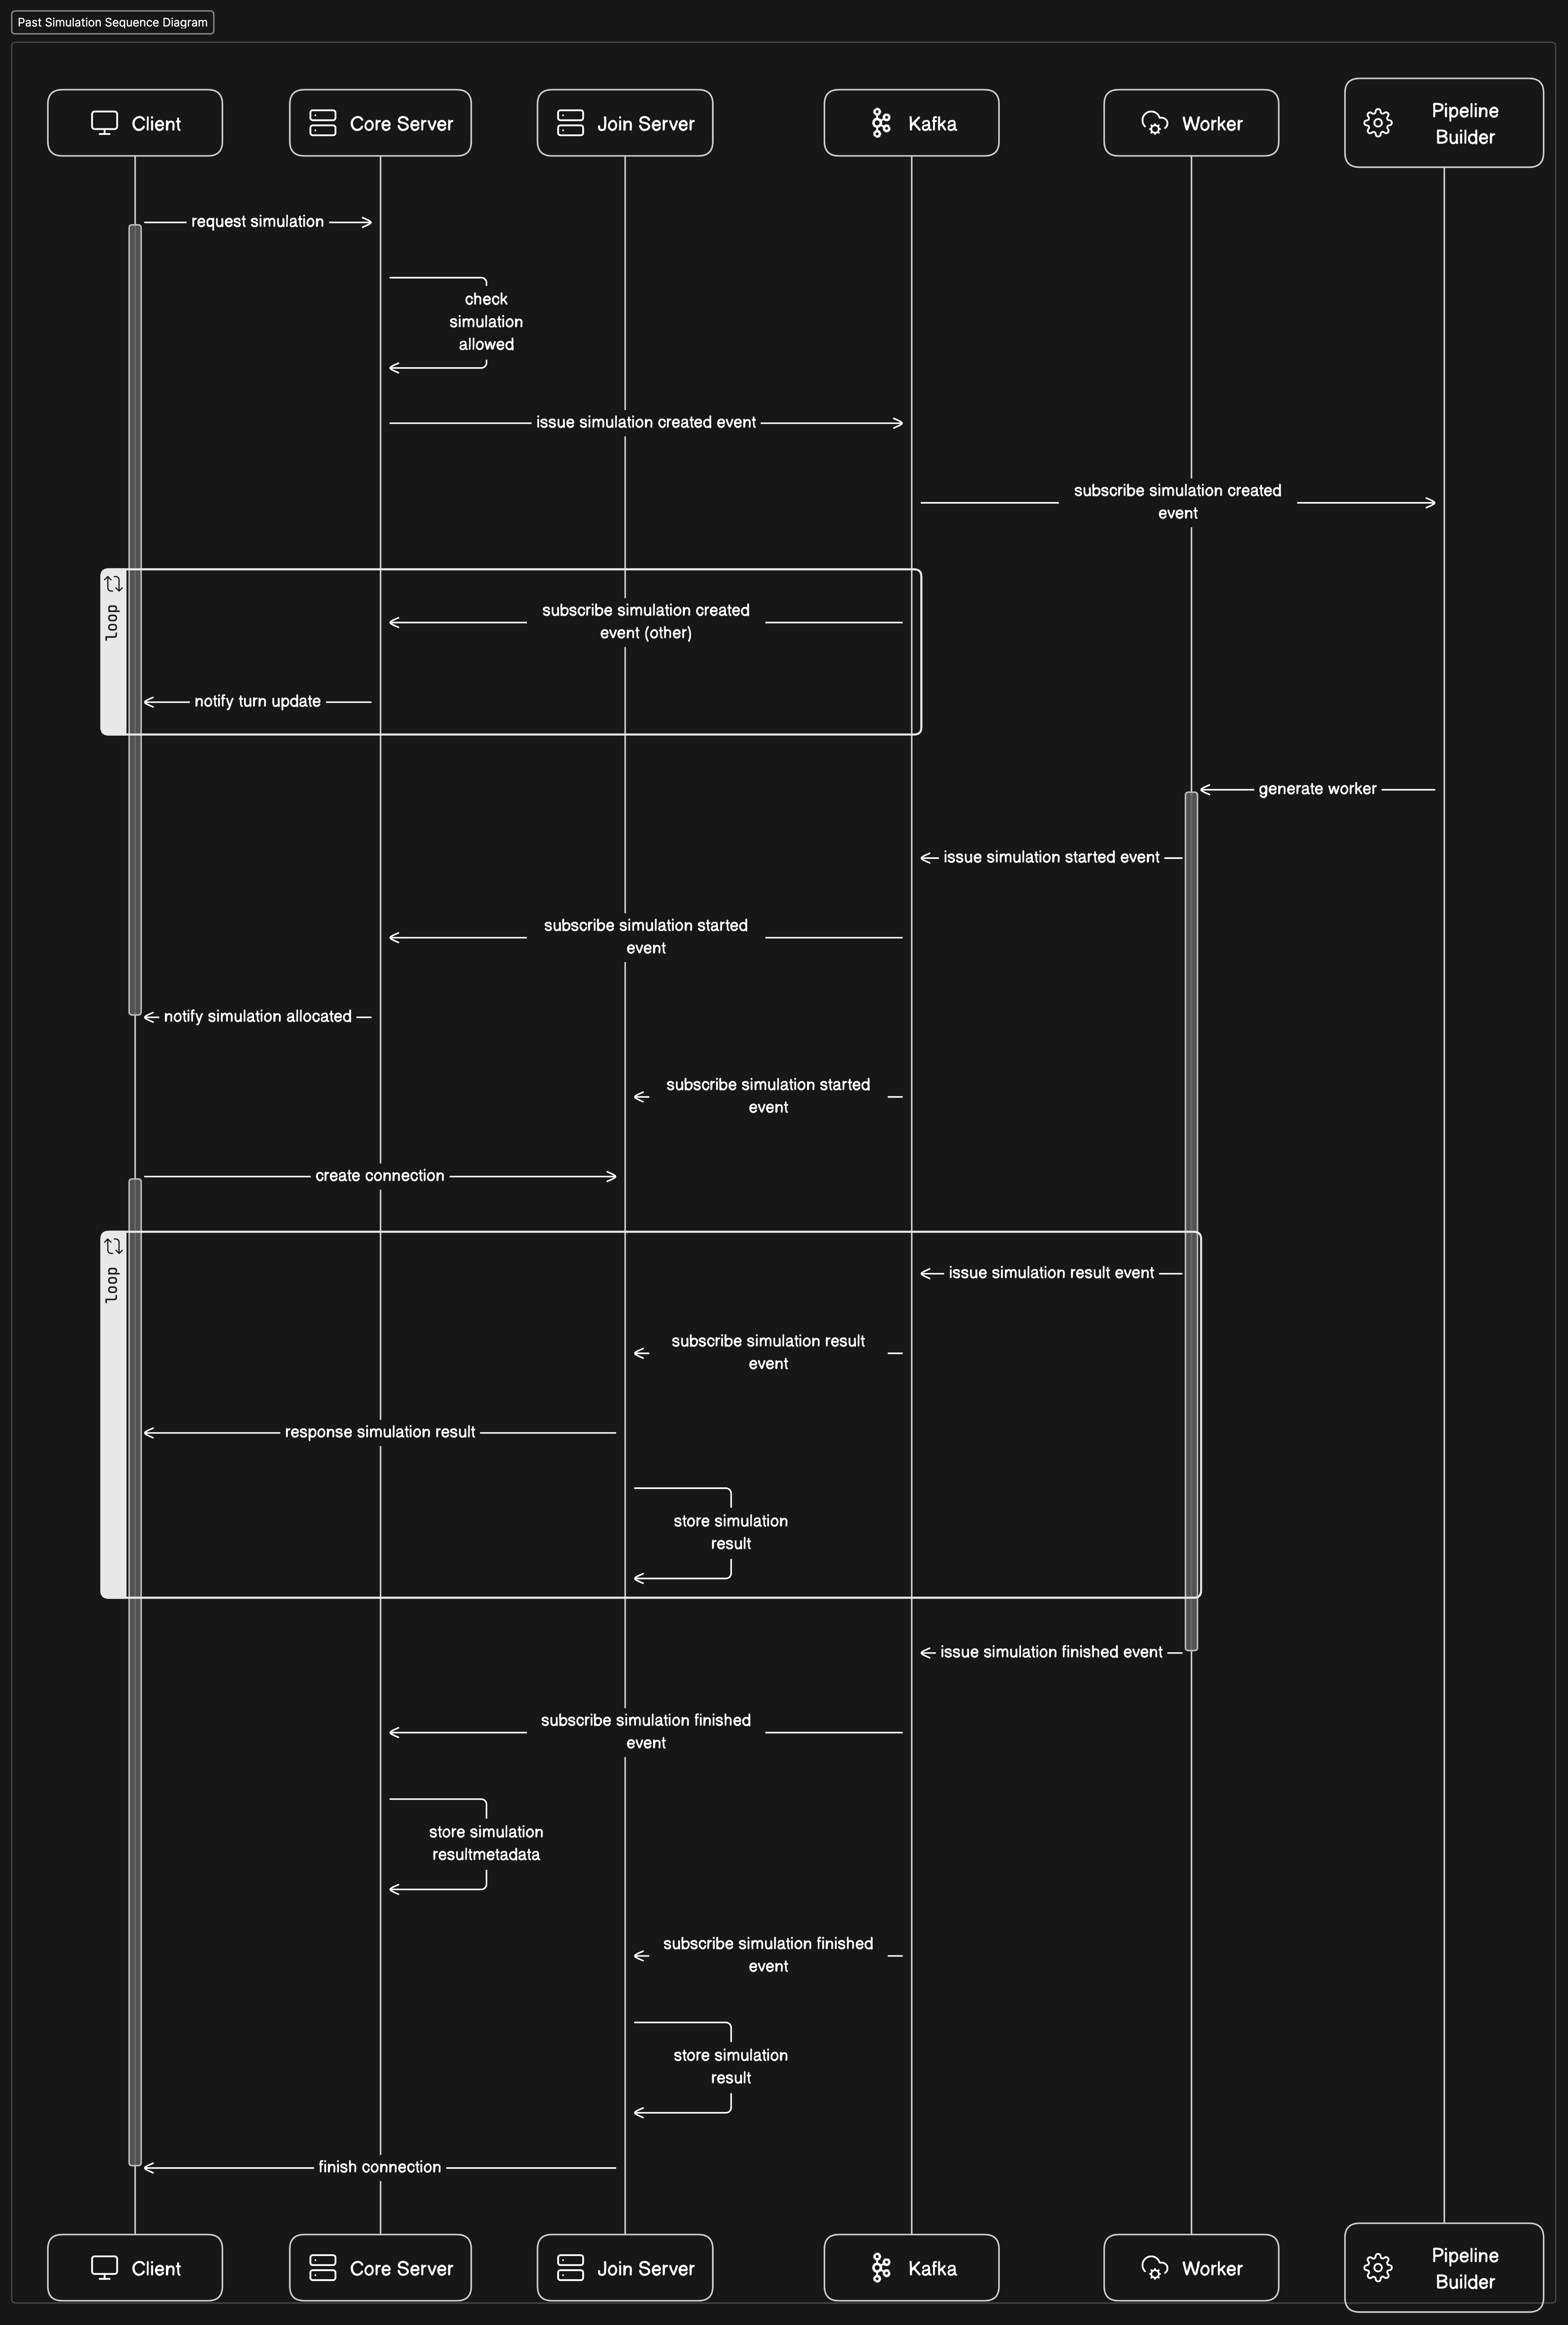 Past Simulation Sequence Diagram
Client
Core Server
Join Server
Kafka
Worker
Pipeline
Builder
request simulation
check
simulation
allowed
issue simulation created event
subscribe simulation created
event
loop
subscribe simulation created
event (other)
notify turn update
generate worker
issue simulation started event
subscribe simulation started
event
notify simulation allocated
subscribe simulation started
event
create connection
loop
issue simulation result event
subscribe simulation result
event
response simulation result
store simulation
result
issue simulation finished event
subscribe simulation finished
event
store simulation
resultmetadata
subscribe simulation finished
event
store simulation
result
finish connection
Client
Core Server
Join Server
Kafka
Worker
Pipeline
Builder